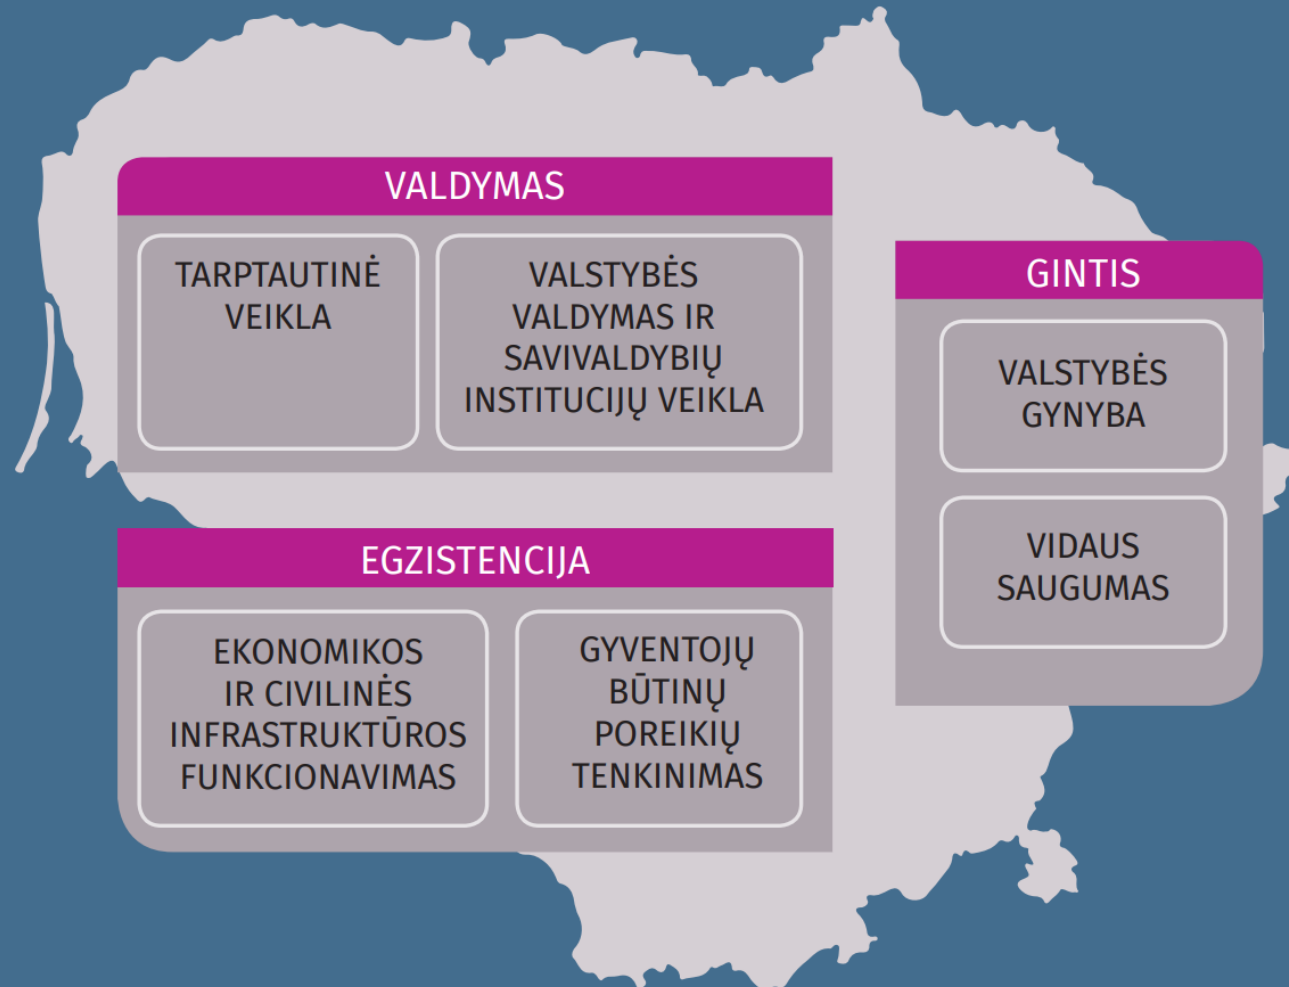 VALDYMAS
TARPTAUTINĖ
VEIKLA
VALSTYBĖS
VALDYMAS IR
SAVIVALDYBIŲ
INSTITUCIJŲ VEIKLA
GINTIS
VALSTYBĖS
GYNYBA
VIDAUS
SAUGUMAS
EGZISTENCIJA
EKONOMIKOS
IR CIVILINĖS
INFRASTRUKTŪROS
FUNKCIONAVIMAS
GYVENTOJŲ
BŪTINŲ
POREIKIŲ
TENKINIMAS